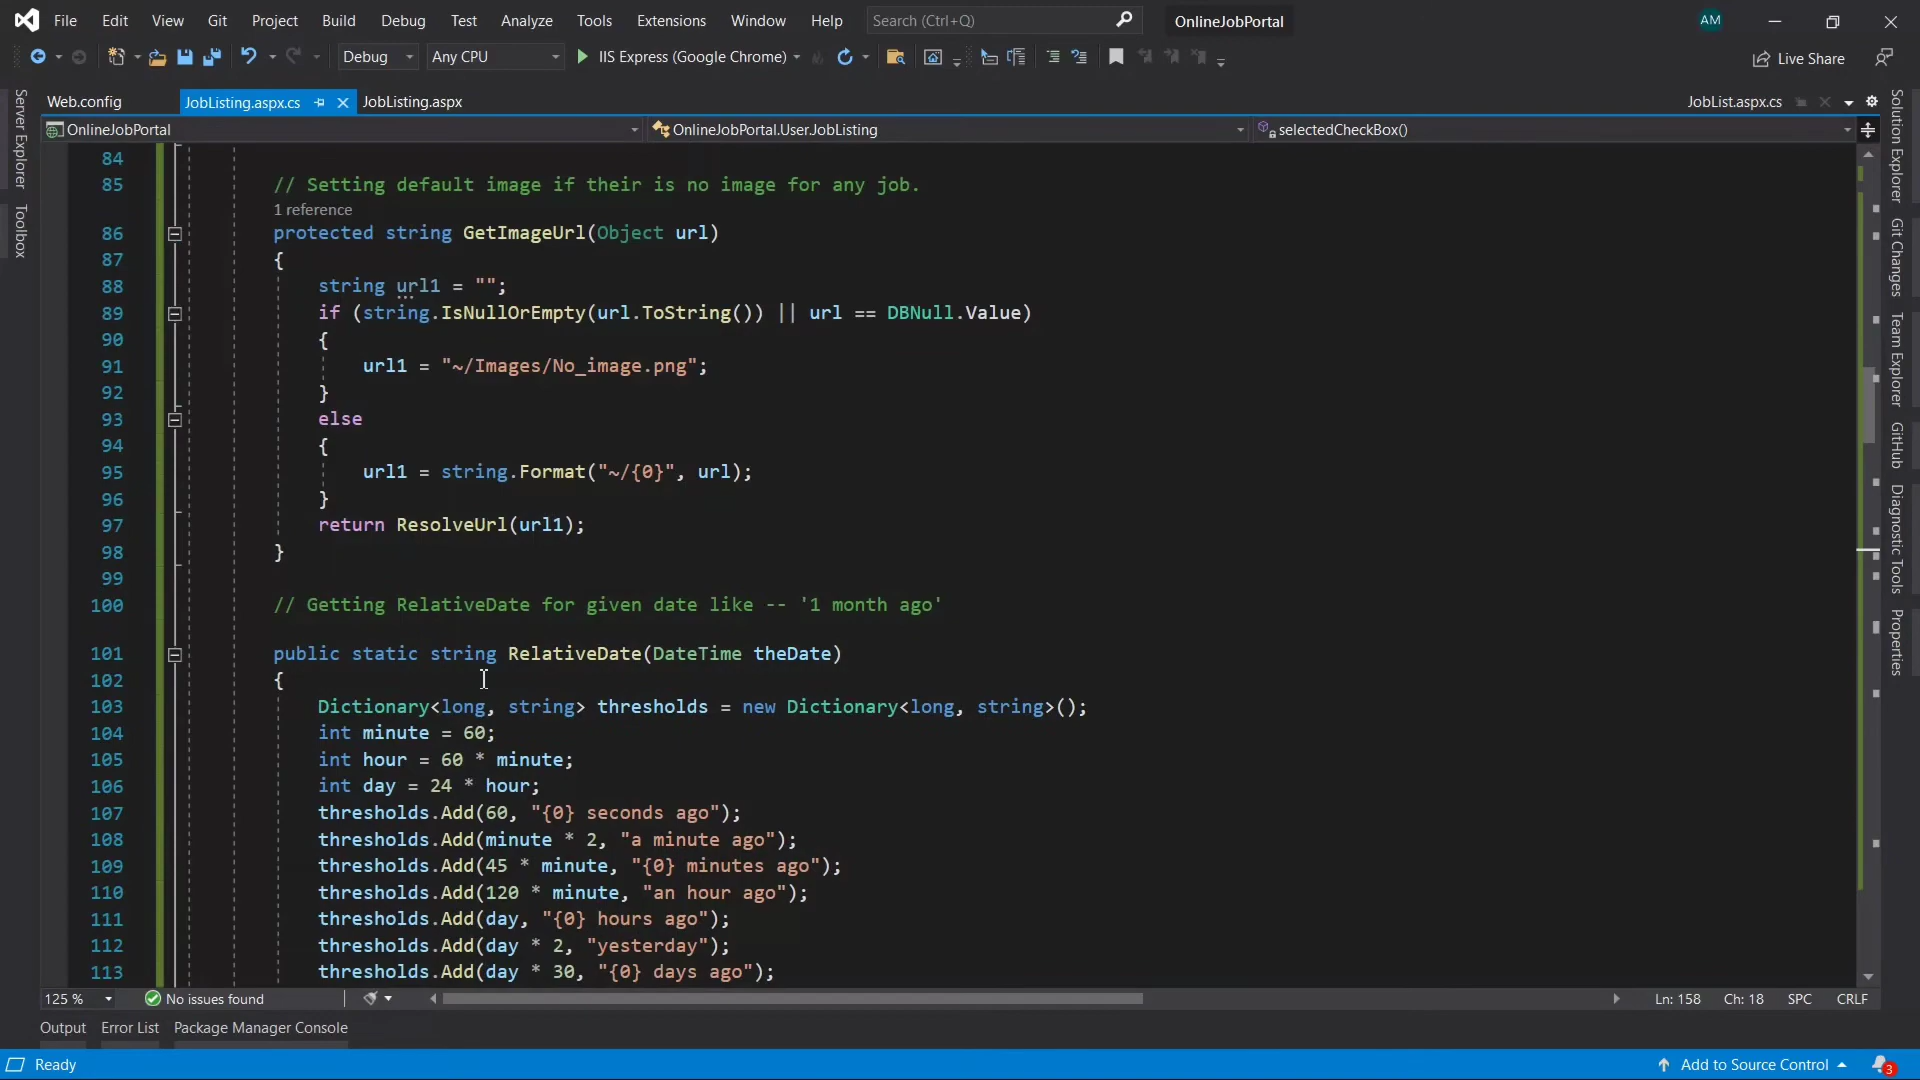 File Edit View Git Project Build Debug Test Analyze Tools Extensions Window Help Search (Ctrl+Q) OnlineJobPortal AM
Debug Any CPU IIS Express (Google Chrome) Live Share
Web.config JobListing.aspx.cs JobListing.aspx JobList.aspx.cs
OnlineJobPortal OnlineJobPortal.User.JobListing selectedCheckBox()
Server Explorer
Toolbox
84
85 // Setting default image if their is no image for any job.
1 reference
86 protected string GetImageUrl(Object url)
87 {
88 string url1 = "";
89 if (string.IsNullOrEmpty(url.ToString()) || url == DBNull.Value)
90 {
91 url1 = "~/Images/No_image.png";
92 }
93 else
94 {
95 url1 = string.Format("~/{0}", url);
96 }
97 return ResolveUrl(url1);
98 }
99
100 // Getting RelativeDate for given date like -- '1 month ago'
101 public static string RelativeDate(DateTime theDate)
102 {
103 Dictionary<long, string> thresholds = new Dictionary<long, string>();
104 int minute = 60;
105 int hour = 60 * minute;
106 int day = 24 * hour;
107 thresholds.Add(60, "{0} seconds ago");
108 thresholds.Add(minute * 2, "a minute ago");
109 thresholds.Add(45 * minute, "{0} minutes ago");
110 thresholds.Add(120 * minute, "an hour ago");
111 thresholds.Add(day, "{0} hours ago");
112 thresholds.Add(day * 2, "yesterday");
113 thresholds.Add(day * 30, "{0} days ago");
Solution Explorer
Git Changes
Team Explorer
GitHub
Diagnostic Tools
Properties
125 % No issues found Ln: 158 Ch: 18 SPC CRLF
Output Error List Package Manager Console
Ready Add to Source Control 3